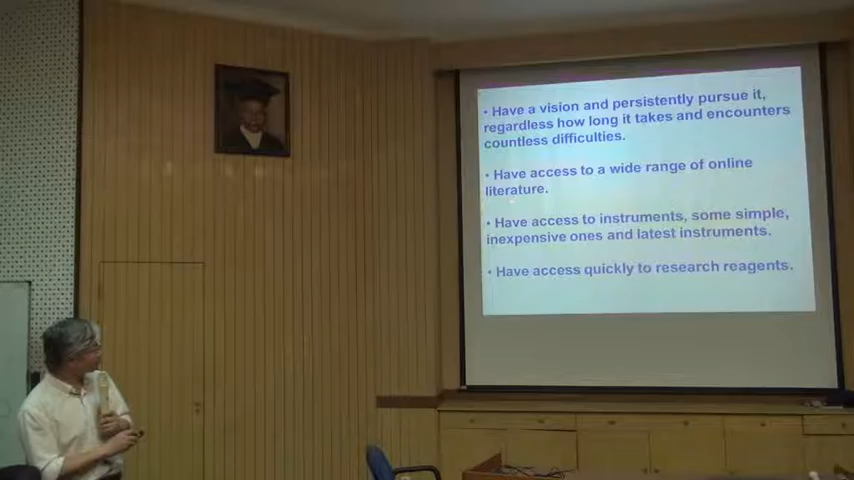 • Have a vision and persistently pursue it,
regardless how long it takes and encounters
countless difficulties.
• Have access to a wide range of online
literature.
• Have access to instruments, some simple,
inexpensive ones and latest instruments.
• Have access quickly to research reagents.